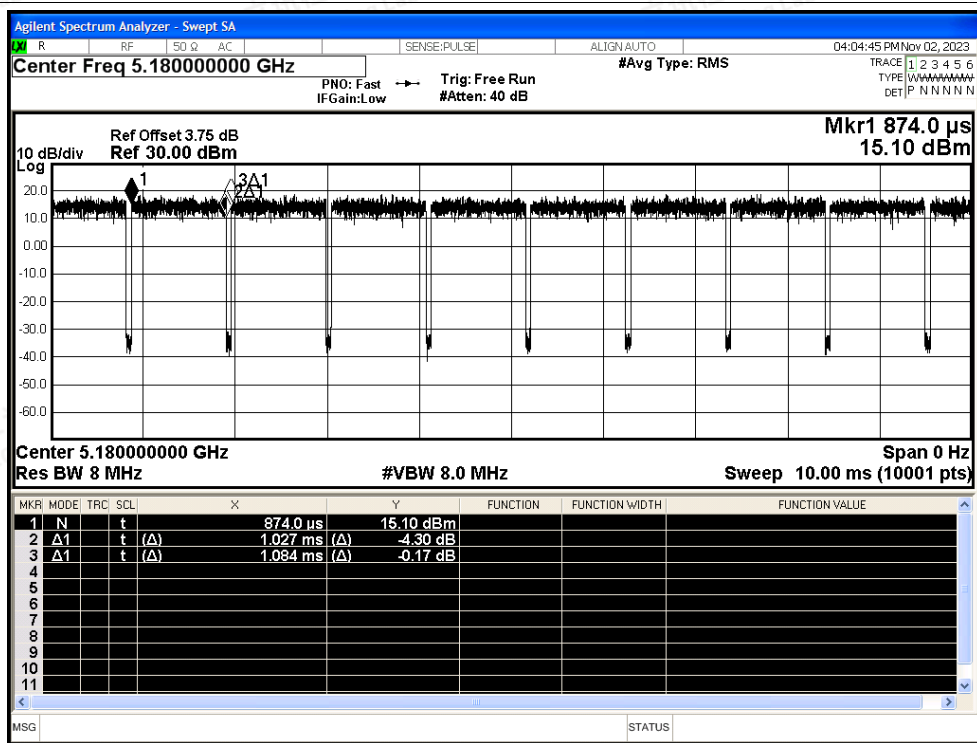 Agilent Spectrum Analyzer - Swept SA
LXI R RF 50 Ω AC SENSE:PULSE ALIGN AUTO 04:04:45 PM Nov 02, 2023
Center Freq 5.180000000 GHz #Avg Type: RMS TRACE 1 2 3 4 5 6
PNO: Fast Trig: Free Run TYPE WWWWWW
IFGain:Low #Atten: 40 dB DET P N N N N N
Mkr1 874.0 µs
Ref Offset 3.75 dB
10 dB/div Ref 30.00 dBm 15.10 dBm
Log
1 3Δ1
2Δ1
20.0
10.0
0.00
-10.0
-20.0
-30.0
-40.0
-50.0
-60.0
Center 5.180000000 GHz Span 0 Hz
Res BW 8 MHz #VBW 8.0 MHz Sweep 10.00 ms (10001 pts)
MKR MODE TRC SCL X Y FUNCTION FUNCTION WIDTH FUNCTION VALUE
1 N t 874.0 µs 15.10 dBm
2 Δ1 t (Δ) 1.027 ms (Δ) -4.30 dB
3 Δ1 t (Δ) 1.084 ms (Δ) -0.17 dB
4
5
6
7
8
9
10
11
MSG STATUS